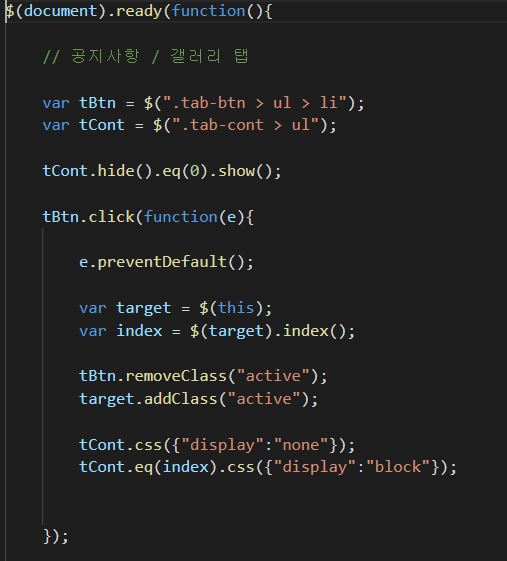 $(document).ready(function(){
// 공지사항 / 갤러리 탭
var tBtn = $(".tab-btn > ul > li");
var tCont = $(".tab-cont > ul");
tCont.hide().eq(0).show();
tBtn.click(function(e){
e.preventDefault();
var target = $(this);
var index = $(target).index();
tBtn.removeClass("active");
target.addClass("active");
tCont.css({"display":"none"});
tCont.eq(index).css({"display":"block"});
});